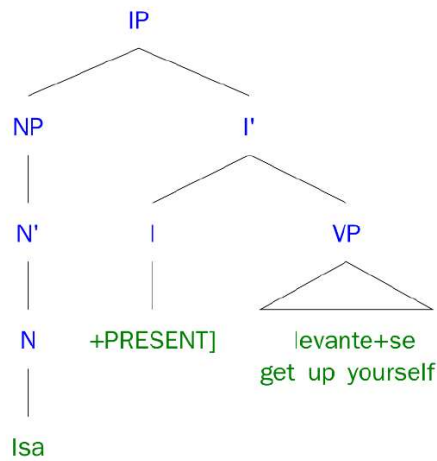 IP
NP I'
N' I VP
N +PRESENT] levante+se
get up yourself
Isa